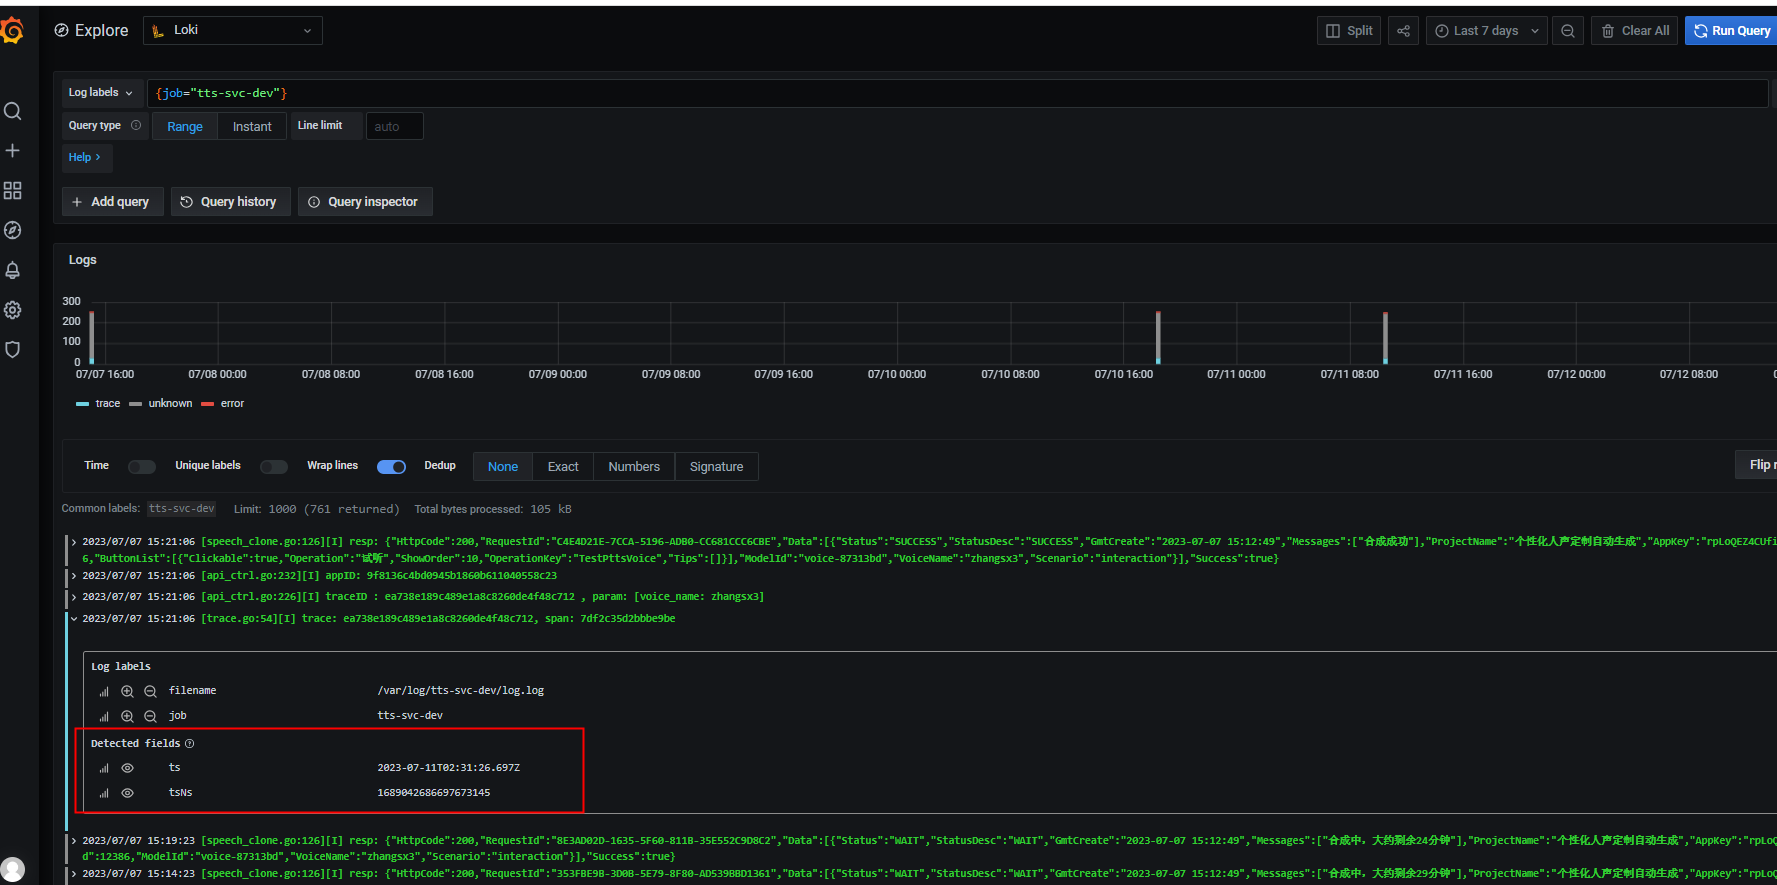 Explore
Loki
Split
Last 7 days
Clear All
Run Query
Log labels
{job="tts-svc-dev"}
Query type
Range
Instant
Line limit
auto
Help
Add query
Query history
Query inspector
Logs
300
200
100
0
07/07 16:00 07/08 00:00 07/08 08:00 07/08 16:00 07/09 00:00 07/09 08:00 07/09 16:00 07/10 00:00 07/10 08:00 07/10 16:00 07/11 00:00 07/11 08:00 07/11 16:00 07/12 00:00 07/12 08:00
trace unknown error
Time Unique labels Wrap lines Dedup None Exact Numbers Signature Flip
Common labels: tts-svc-dev Limit: 1000 (761 returned) Total bytes processed: 105 kB
2023/07/07 15:21:06 [speech_clone.go:126][I] resp: {"HttpCode":200,"RequestId":"C4E4D21E-7CCA-5196-ADB0-CC681CCC6CBE","Data":[{"Status":"SUCCESS","StatusDesc":"SUCCESS","GmtCreate":"2023-07-07 15:12:49","Messages":["合成成功"],"ProjectName":"个性化人声定制自动生成","AppKey":"rpLoQEZ4CUfi
6,"ButtonList":[{"Clickable":true,"Operation":"试听","ShowOrder":10,"OperationKey":"TestPttsVoice","Tips":[]}],"ModelId":"voice-87313bd","VoiceName":"zhangsx3","Scenario":"interaction"}],"Success":true}
2023/07/07 15:21:06 [api_ctrl.go:232][I] appID: 9f8136c4bd0945b1860b611040558c23
2023/07/07 15:21:06 [api_ctrl.go:226][I] traceID : ea738e189c489e1a8c8260de4f48c712 , param: [voice_name: zhangsx3]
2023/07/07 15:21:06 [trace.go:54][I] trace: ea738e189c489e1a8c8260de4f48c712, span: 7df2c35d2bbbe9be
Log labels
filename /var/log/tts-svc-dev/log.log
job tts-svc-dev
Detected fields
ts 2023-07-11T02:31:26.697Z
tsNs 1689042686697673145
2023/07/07 15:19:23 [speech_clone.go:126][I] resp: {"HttpCode":200,"RequestId":"8E3AD02D-1635-5F60-811B-35E552C9D8C2","Data":[{"Status":"WAIT","StatusDesc":"WAIT","GmtCreate":"2023-07-07 15:12:49","Messages":["合成中，大约剩余24分钟"],"ProjectName":"个性化人声定制自动生成","AppKey":"rpLoQ
d":12386,"ModelId":"voice-87313bd","VoiceName":"zhangsx3","Scenario":"interaction"}],"Success":true}
2023/07/07 15:14:23 [speech_clone.go:126][I] resp: {"HttpCode":200,"RequestId":"353FBE9B-3D0B-5E79-8F80-AD539BBD1361","Data":[{"Status":"WAIT","StatusDesc":"WAIT","GmtCreate":"2023-07-07 15:12:49","Messages":["合成中，大约剩余29分钟"],"ProjectName":"个性化人声定制自动生成","AppKey":"rpLoQ